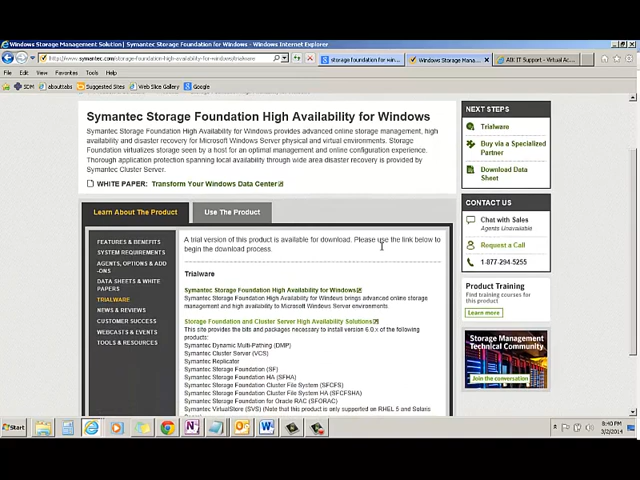 Windows Storage Management Solution | Symantec Storage Foundation for Windows - Windows Internet Explorer
http://www.symantec.com/storage-foundation-high-availability-for-windows/trialware
storage foundation for win...
Windows Storage Mana...
AIX IT Support - Virtual Ac...
File Edit View Favorites Tools Help
SDM abouttabs Suggested Sites Web Slice Gallery Google
Symantec Storage Foundation High Availability for Windows
Symantec Storage Foundation High Availability for Windows provides advanced online storage management, high
availability and disaster recovery for Microsoft Windows Server physical and virtual environments. Storage
Foundation virtualizes storage seen by a host for an optimal management and online configuration experience.
Thorough application protection spanning local availability through wide area disaster recovery is provided by
Symantec Cluster Server.
WHITE PAPER: Transform Your Windows Data Center
Learn About The Product
Use The Product
FEATURES & BENEFITS
SYSTEM REQUIREMENTS
AGENTS, OPTIONS & ADD
-ONS
DATA SHEETS & WHITE
PAPERS
TRIALWARE
NEWS & REVIEWS
CUSTOMER SUCCESS
WEBCASTS & EVENTS
TOOLS & RESOURCES
A trial version of this product is available for download. Please use the link below to
begin the download process.
Trialware
Symantec Storage Foundation High Availability for Windows
Symantec Storage Foundation High Availability for Windows brings advanced online storage
management and high availability to Microsoft Windows Server environments.
Storage Foundation and Cluster Server High Availability Solutions
This site provides the bits and packages necessary to install version 6.0.x of the following
products:
Symantec Dynamic Multi-Pathing (DMP)
Symantec Cluster Server (VCS)
Symantec Replicator
Symantec Storage Foundation (SF)
Symantec Storage Foundation HA (SFHA)
Symantec Storage Foundation Cluster File System (SFCFS)
Symantec Storage Foundation Cluster File System HA (SFCFSHA)
Symantec Storage Foundation for Oracle RAC (SFORAC)
Symantec VirtualStore (SVS) (Note that this product is only supported on RHEL 5 and Solaris
NEXT STEPS
Trialware
Buy via a Specialized
Partner
Download Data
Sheet
CONTACT US
Chat with Sales
Agents Unavailable
Request a Call
1-877-294-5255
Product Training
Find training courses for
this product
Learn more
Storage Management
Technical Community
Join the conversation
Start
8:40 PM
3/2/2014